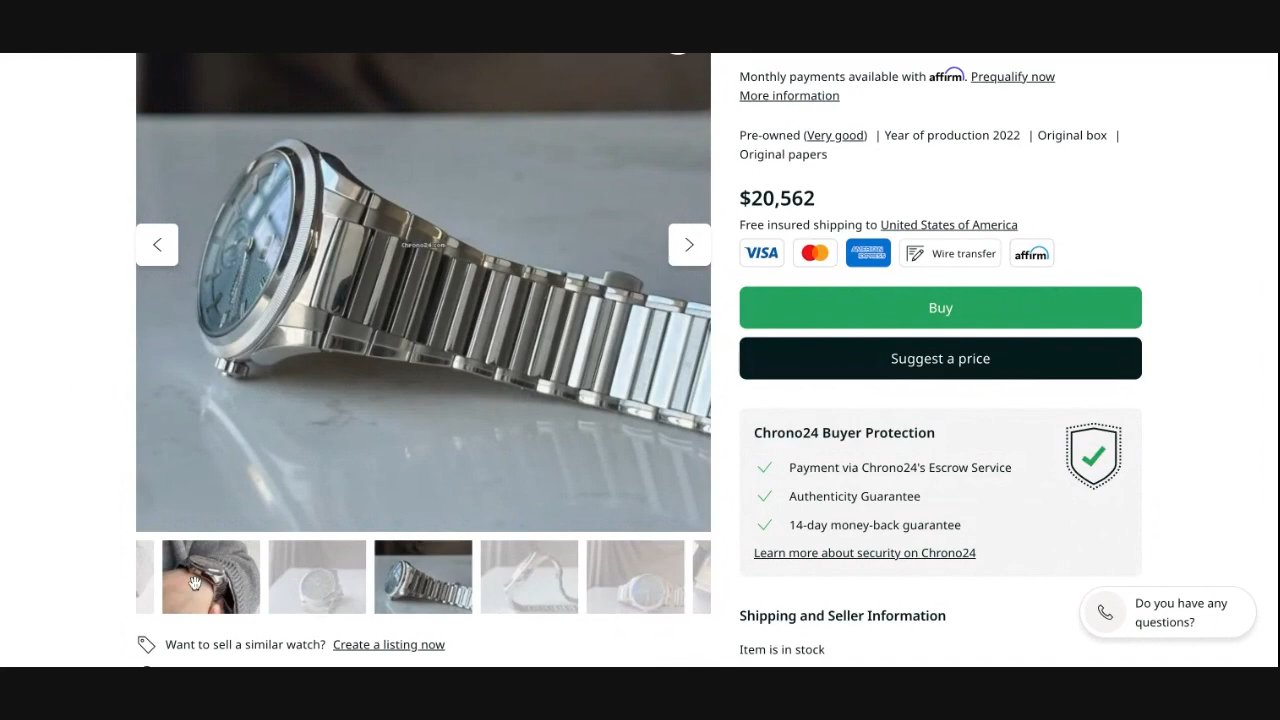 Monthly payments available with affirm. Prequalify now
More information
Pre-owned (Very good) | Year of production 2022 | Original box |
Original papers
$20,562
Free insured shipping to United States of America
VISA
AMERICAN EXPRESS
Wire transfer
affirm
Buy
Suggest a price
Chrono24 Buyer Protection
Payment via Chrono24's Escrow Service
Authenticity Guarantee
14-day money-back guarantee
Learn more about security on Chrono24
Shipping and Seller Information
Item is in stock
Do you have any
questions?
Chrono24.com
Want to sell a similar watch? Create a listing now